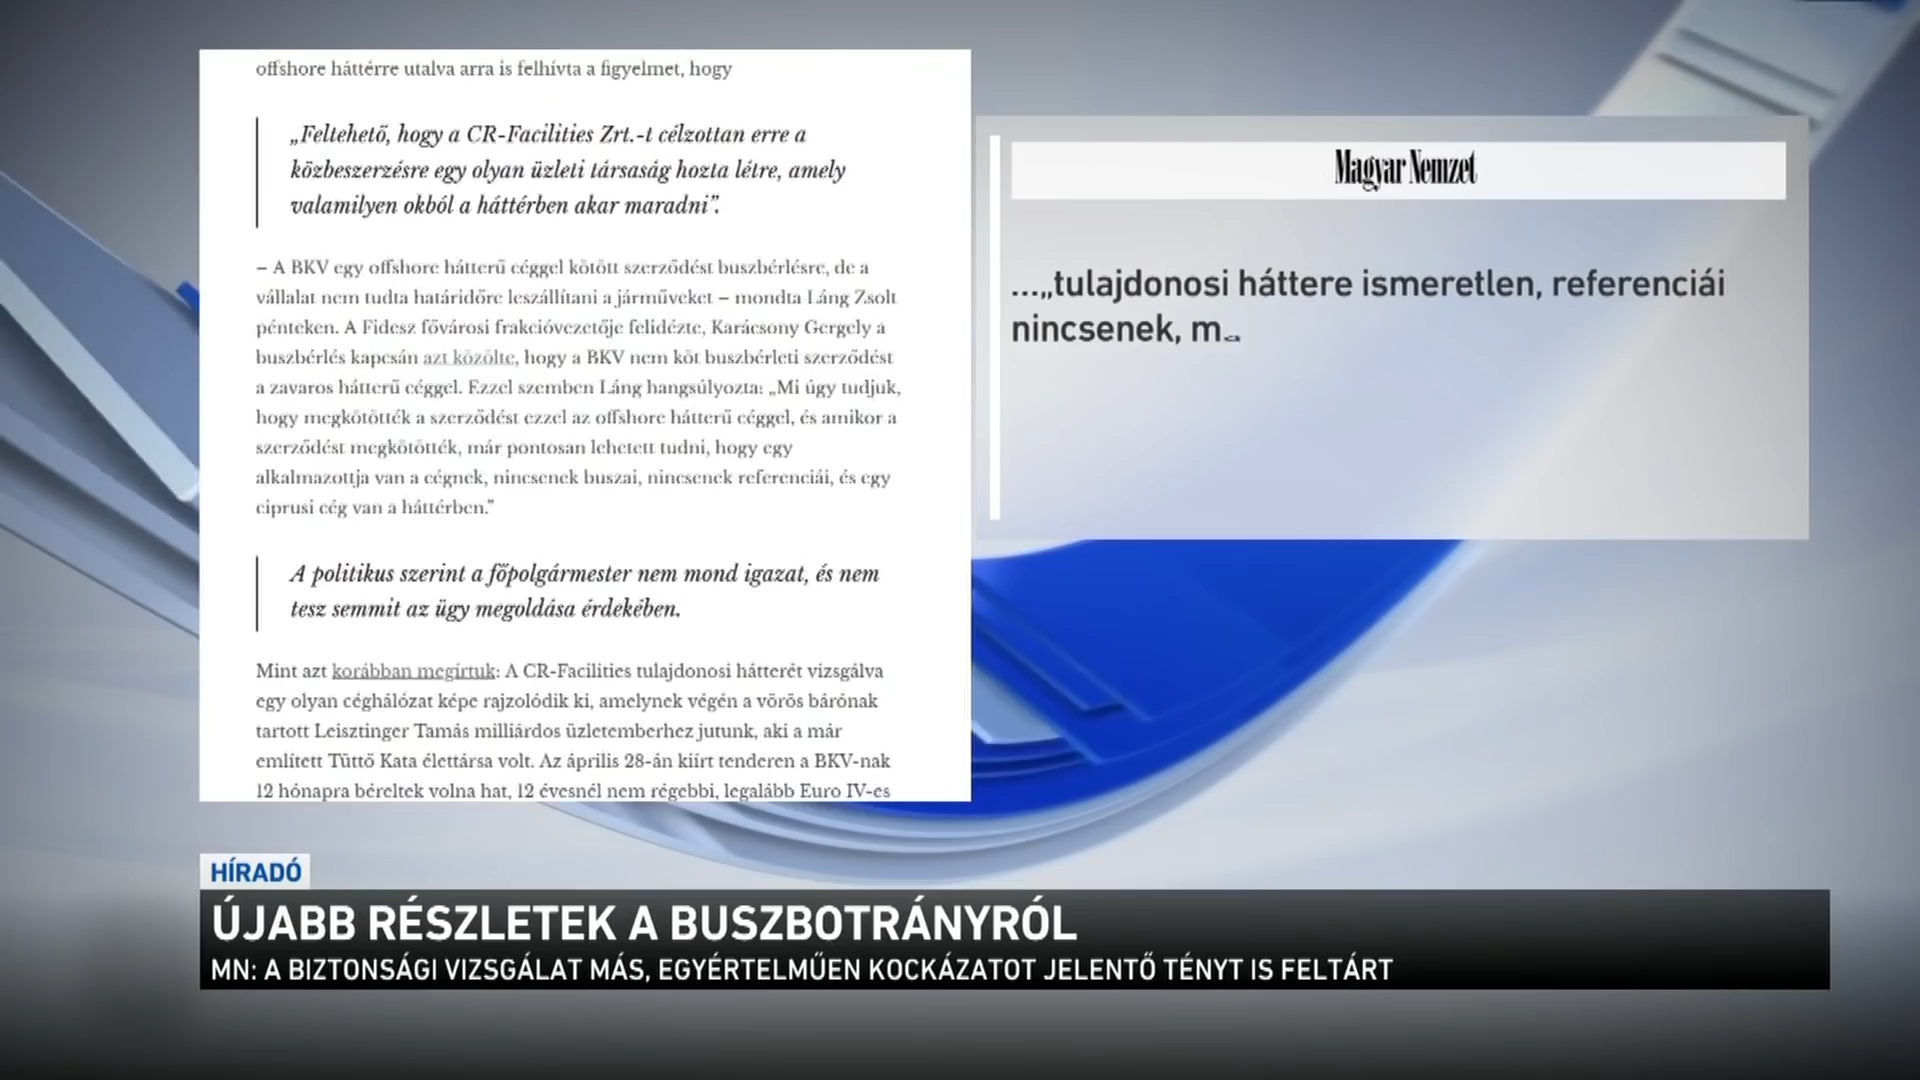 offshore háttérre utalva arra is felhívta a figyelmet, hogy
„Feltehető, hogy a CR-Facilities Zrt.-t célzottan erre a
közbeszerzésre egy olyan üzleti társaság hozta létre, amely
valamilyen okból a háttérben akar maradni”.
– A BKV egy offshore hátterű céggel kötött szerződést buszbérlésre, de a
vállalat nem tudta határidőre leszállítani a járműveket – mondta Láng Zsolt
pénteken. A Fidesz fővárosi frakcióvezetője felidézte, Karácsony Gergely a
buszbérlés kapcsán azt közölte, hogy a BKV nem köt buszbérleti szerződést
a zavaros hátterű céggel. Ezzel szemben Láng hangsúlyozta: „Mi úgy tudjuk,
hogy megkötötték a szerződést ezzel az offshore hátterű céggel, és amikor a
szerződést megkötötték, már pontosan lehetett tudni, hogy egy
alkalmazottja van a cégnek, nincsenek buszai, nincsenek referenciái, és egy
ciprusi cég van a háttérben.”
A politikus szerint a főpolgármester nem mond igazat, és nem
tesz semmit az ügy megoldása érdekében.
Mint azt korábban megírtuk: A CR-Facilities tulajdonosi hátterét vizsgálva
egy olyan céghálózat képe rajzolódik ki, amelynek végén a vörös bárónak
tartott Leisztinger Tamás milliárdos üzletemberhez jutunk, aki a már
említett Tüttő Kata élettársa volt. Az április 28-án kiírt tenderen a BKV-nak
12 hónapra béreltek volna hat, 12 évesnél nem régebbi, legalább Euro IV-es
Magyar Nemzet
...„tulajdonosi háttere ismeretlen, referenciái
nincsenek, ma
HÍRADÓ
ÚJABB RÉSZLETEK A BUSZBOTRÁNYRÓL
MN: A BIZTONSÁGI VIZSGÁLAT MÁS, EGYÉRTELMŰEN KOCKÁZATOT JELENTŐ TÉNYT IS FELTÁRT